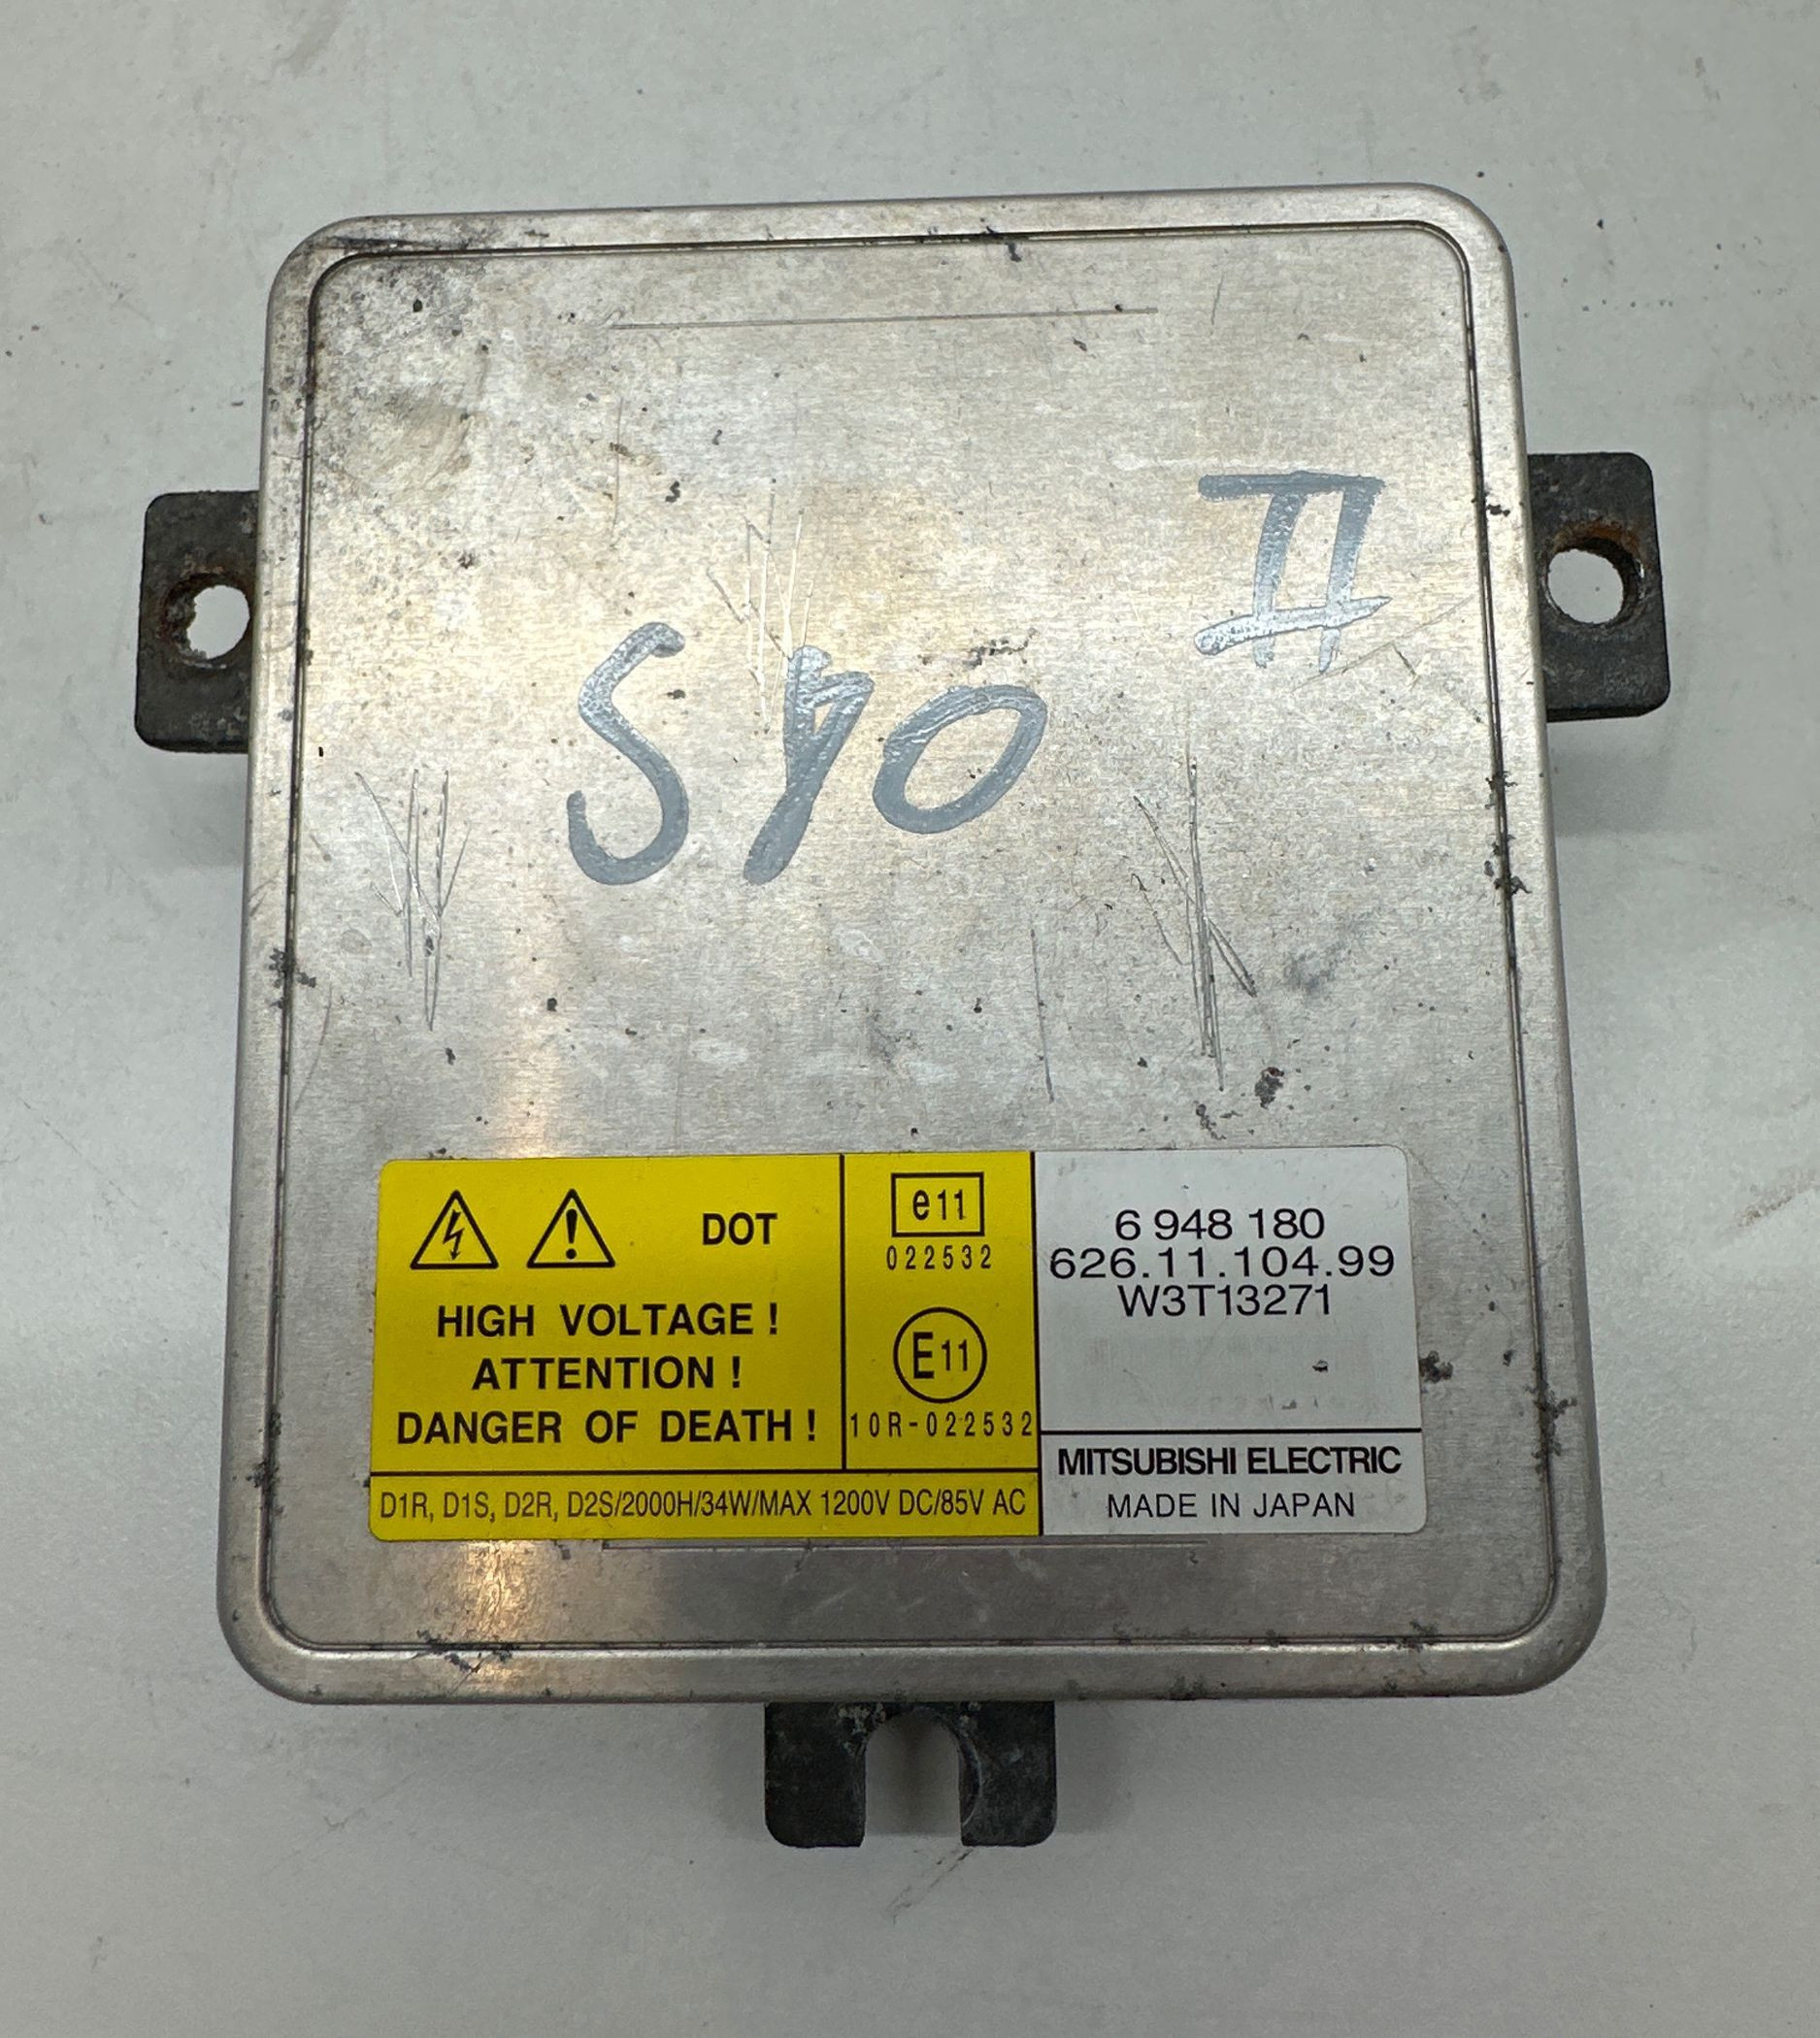 II
DOT
HIGH VOLTAGE !
ATTENTION !
DANGER OF DEATH !
e11
022532
E11
10R-022532
D1R, D1S, D2R, D2S/2000H/34W/MAX 1200V DC/85V AC
6 948 180
626.11.104.99
W3T13271
MITSUBISHI ELECTRIC
MADE IN JAPAN